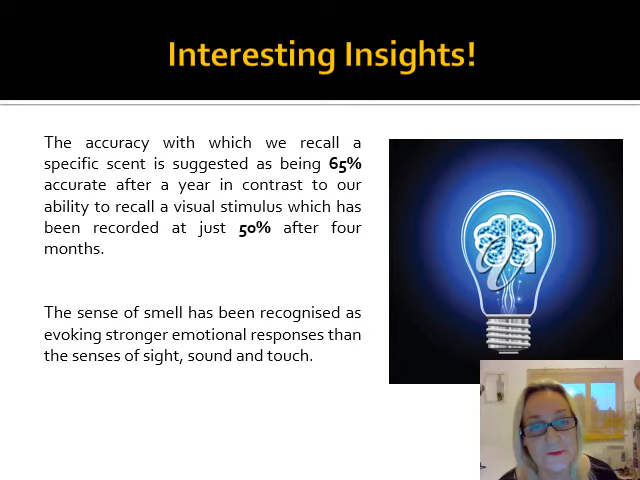 Interesting Insights!
The accuracy with which we recall a
specific scent is suggested as being 65%
accurate after a year in contrast to our
ability to recall a visual stimulus which has
been recorded at just 50% after four
months.
The sense of smell has been recognised as
evoking stronger emotional responses than
the senses of sight, sound and touch.